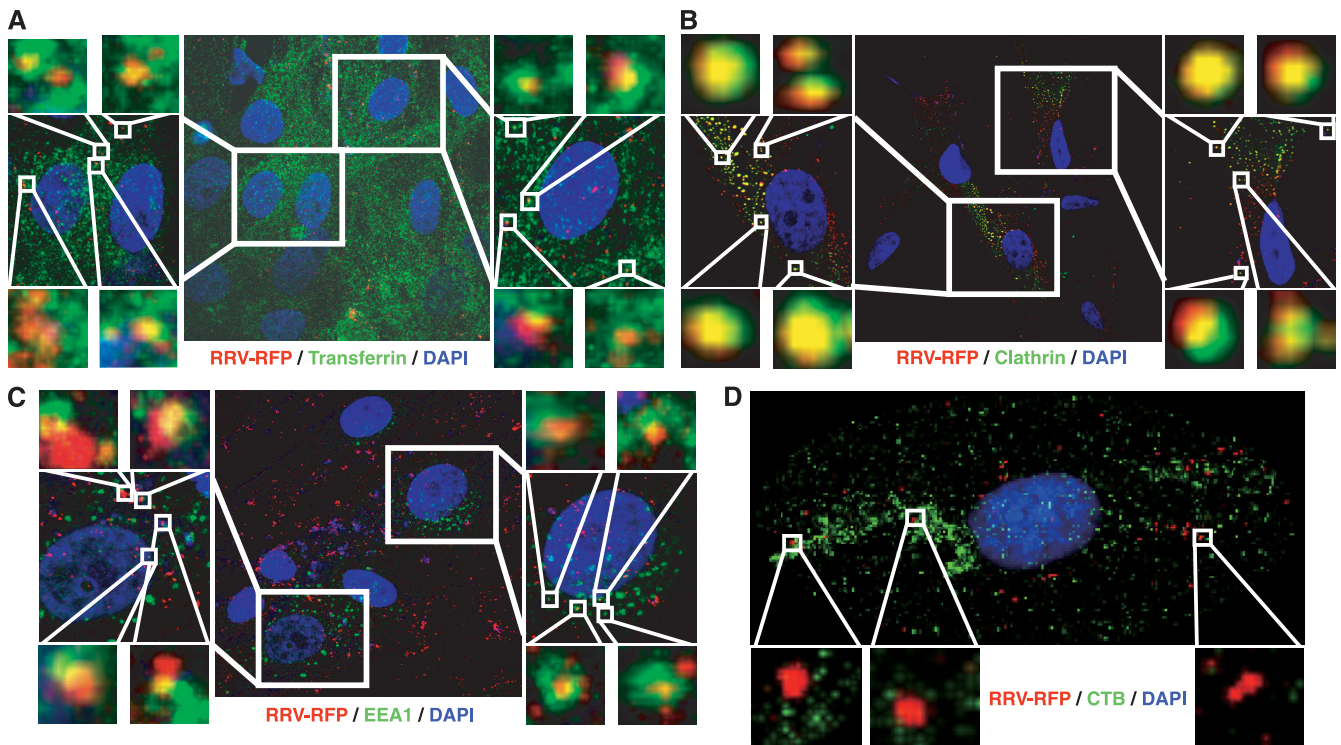 A
B
RRV-RFP / Transferrin / DAPI
RRV-RFP / Clathrin / DAPI
C
D
RRV-RFP / EEA1 / DAPI
RRV-RFP / CTB / DAPI